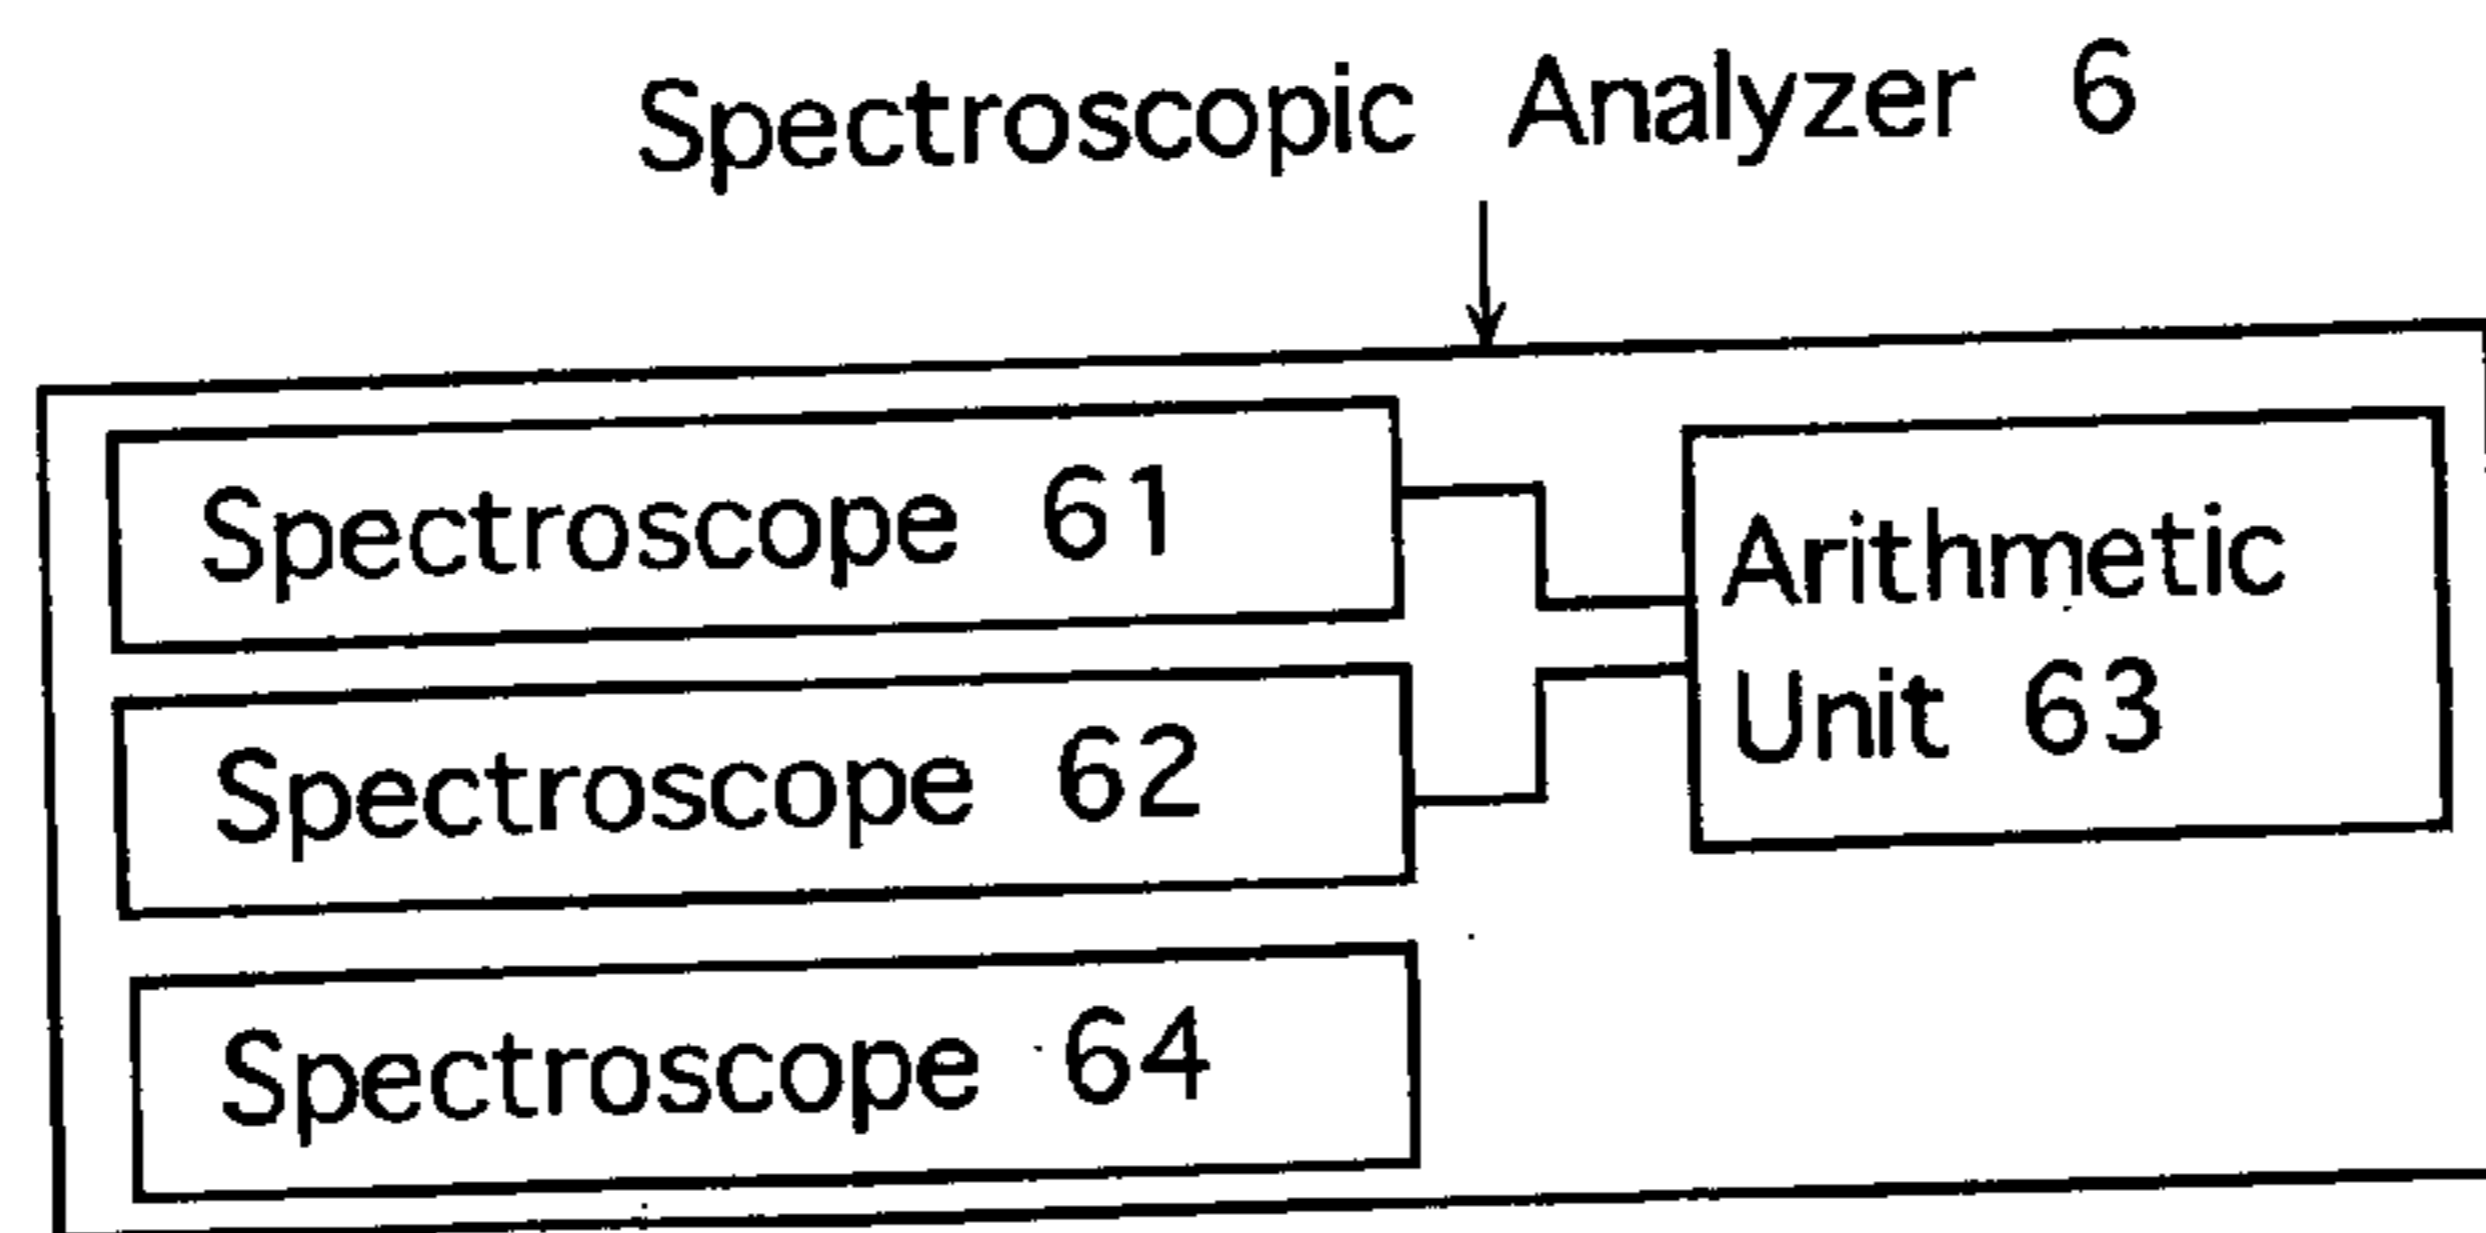 Spectroscopic Analyzer 6
Spectroscope 61
Arithmetic
Unit 63
Spectroscope 62
Spectroscope 64